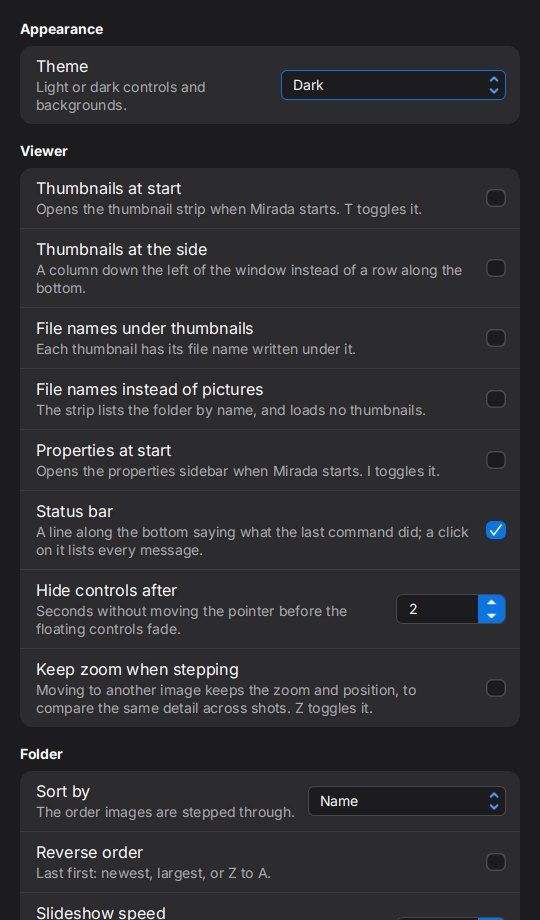 Appearance
Theme
Light or dark controls and
backgrounds.
Dark
Viewer
Thumbnails at start
Opens the thumbnail strip when Mirada starts. T toggles it.
Thumbnails at the side
A column down the left of the window instead of a row along the
bottom.
File names under thumbnails
Each thumbnail has its file name written under it.
File names instead of pictures
The strip lists the folder by name, and loads no thumbnails.
Properties at start
Opens the properties sidebar when Mirada starts. I toggles it.
Status bar
A line along the bottom saying what the last command did; a click
on it lists every message.
Hide controls after
Seconds without moving the pointer before the
floating controls fade.
2
Keep zoom when stepping
Moving to another image keeps the zoom and position, to
compare the same detail across shots. Z toggles it.
Folder
Sort by
The order images are stepped through.
Name
Reverse order
Last first: newest, largest, or Z to A.
Slideshow speed